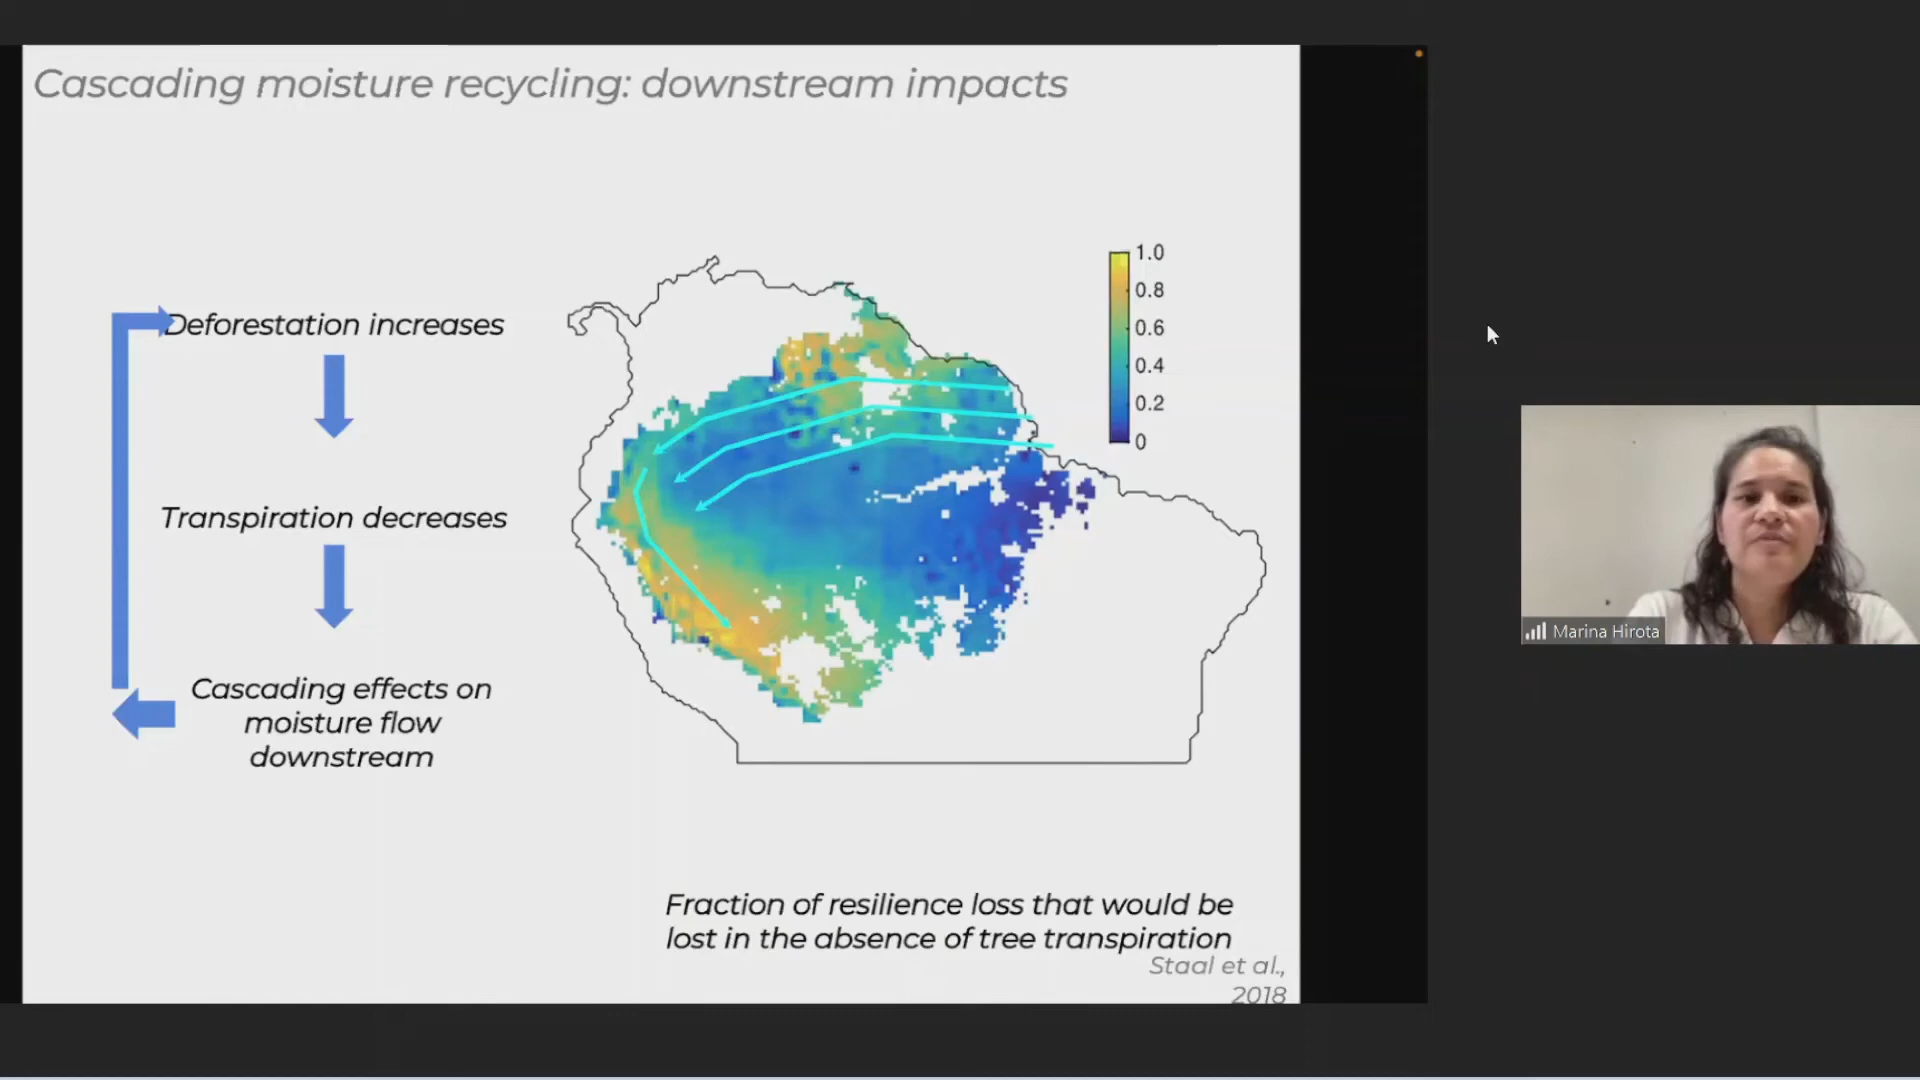 Cascading moisture recycling: downstream impacts
Deforestation increases
Transpiration decreases
Cascading effects on
moisture flow
downstream
1.0
0.8
0.6
0.4
0.2
0
Fraction of resilience loss that would be
lost in the absence of tree transpiration
Staal et al.,
2018
Marina Hirota